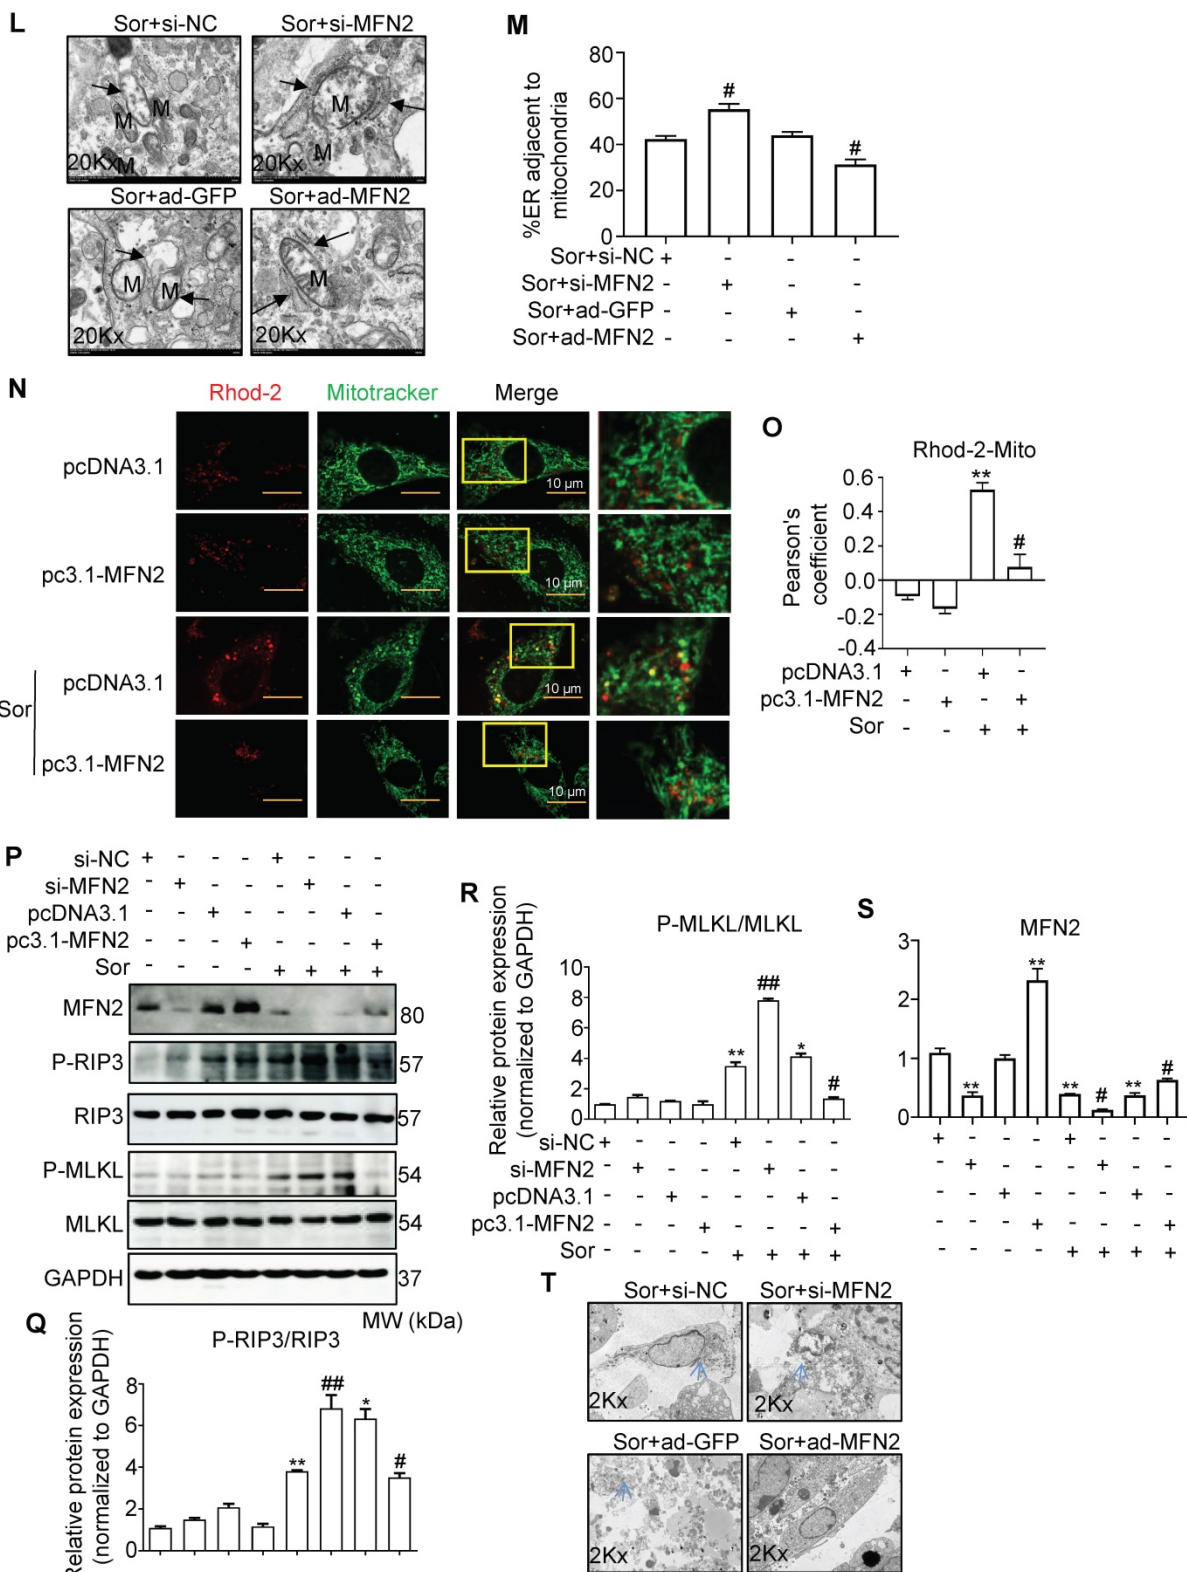 L
Sor+si-NC Sor+si-MFN2
M M M 20Kx
M M 20Kx
Sor+ad-GFP Sor+ad-MFN2
M M 20Kx
M 20Kx
M
%ER adjacent to
mitochondria
80
60
40
20
0
# #
Sor+si-NC + - - -
Sor+si-MFN2 - + - -
Sor+ad-GFP - - + -
Sor+ad-MFN2 - - - +
N
Rhod-2 Mitotracker Merge
pcDNA3.1 10 µm
pc3.1-MFN2 10 µm
Sor
pcDNA3.1 10 µm
pc3.1-MFN2 10 µm
O
Rhod-2-Mito
Pearson's
coefficient
0.6
0.4
0.2
0.0
-0.2
-0.4
** #
pcDNA3.1 + - + -
pc3.1-MFN2 - + - +
Sor - - + +
P
si-NC + - - - + - - -
si-MFN2 - + - - - + - -
pcDNA3.1 - - + - - - + -
pc3.1-MFN2 - - - + - - - +
Sor - - - - + + + +
MFN2 80
P-RIP3 57
RIP3 57
P-MLKL 54
MLKL 54
GAPDH 37
MW (kDa)
Q
P-RIP3/RIP3
Relative protein expression
(normalized to GAPDH)
8
6
4
2
0
** ## * #
R
P-MLKL/MLKL
Relative protein expression
(normalized to GAPDH)
10
8
6
4
2
0
** ## * #
si-NC + - - - + - - -
si-MFN2 - + - - - + - -
pcDNA3.1 - - + - - - + -
pc3.1-MFN2 - - - + - - - +
Sor - - - - + + + +
S
MFN2
3
2
1
0
** ** ** # ** #
+ - - - + - - -
- + - - - + - -
- - + - - - + -
- - - + - - - +
- - - - + + + +
T
Sor+si-NC Sor+si-MFN2
2Kx 2Kx
Sor+ad-GFP Sor+ad-MFN2
2Kx 2Kx